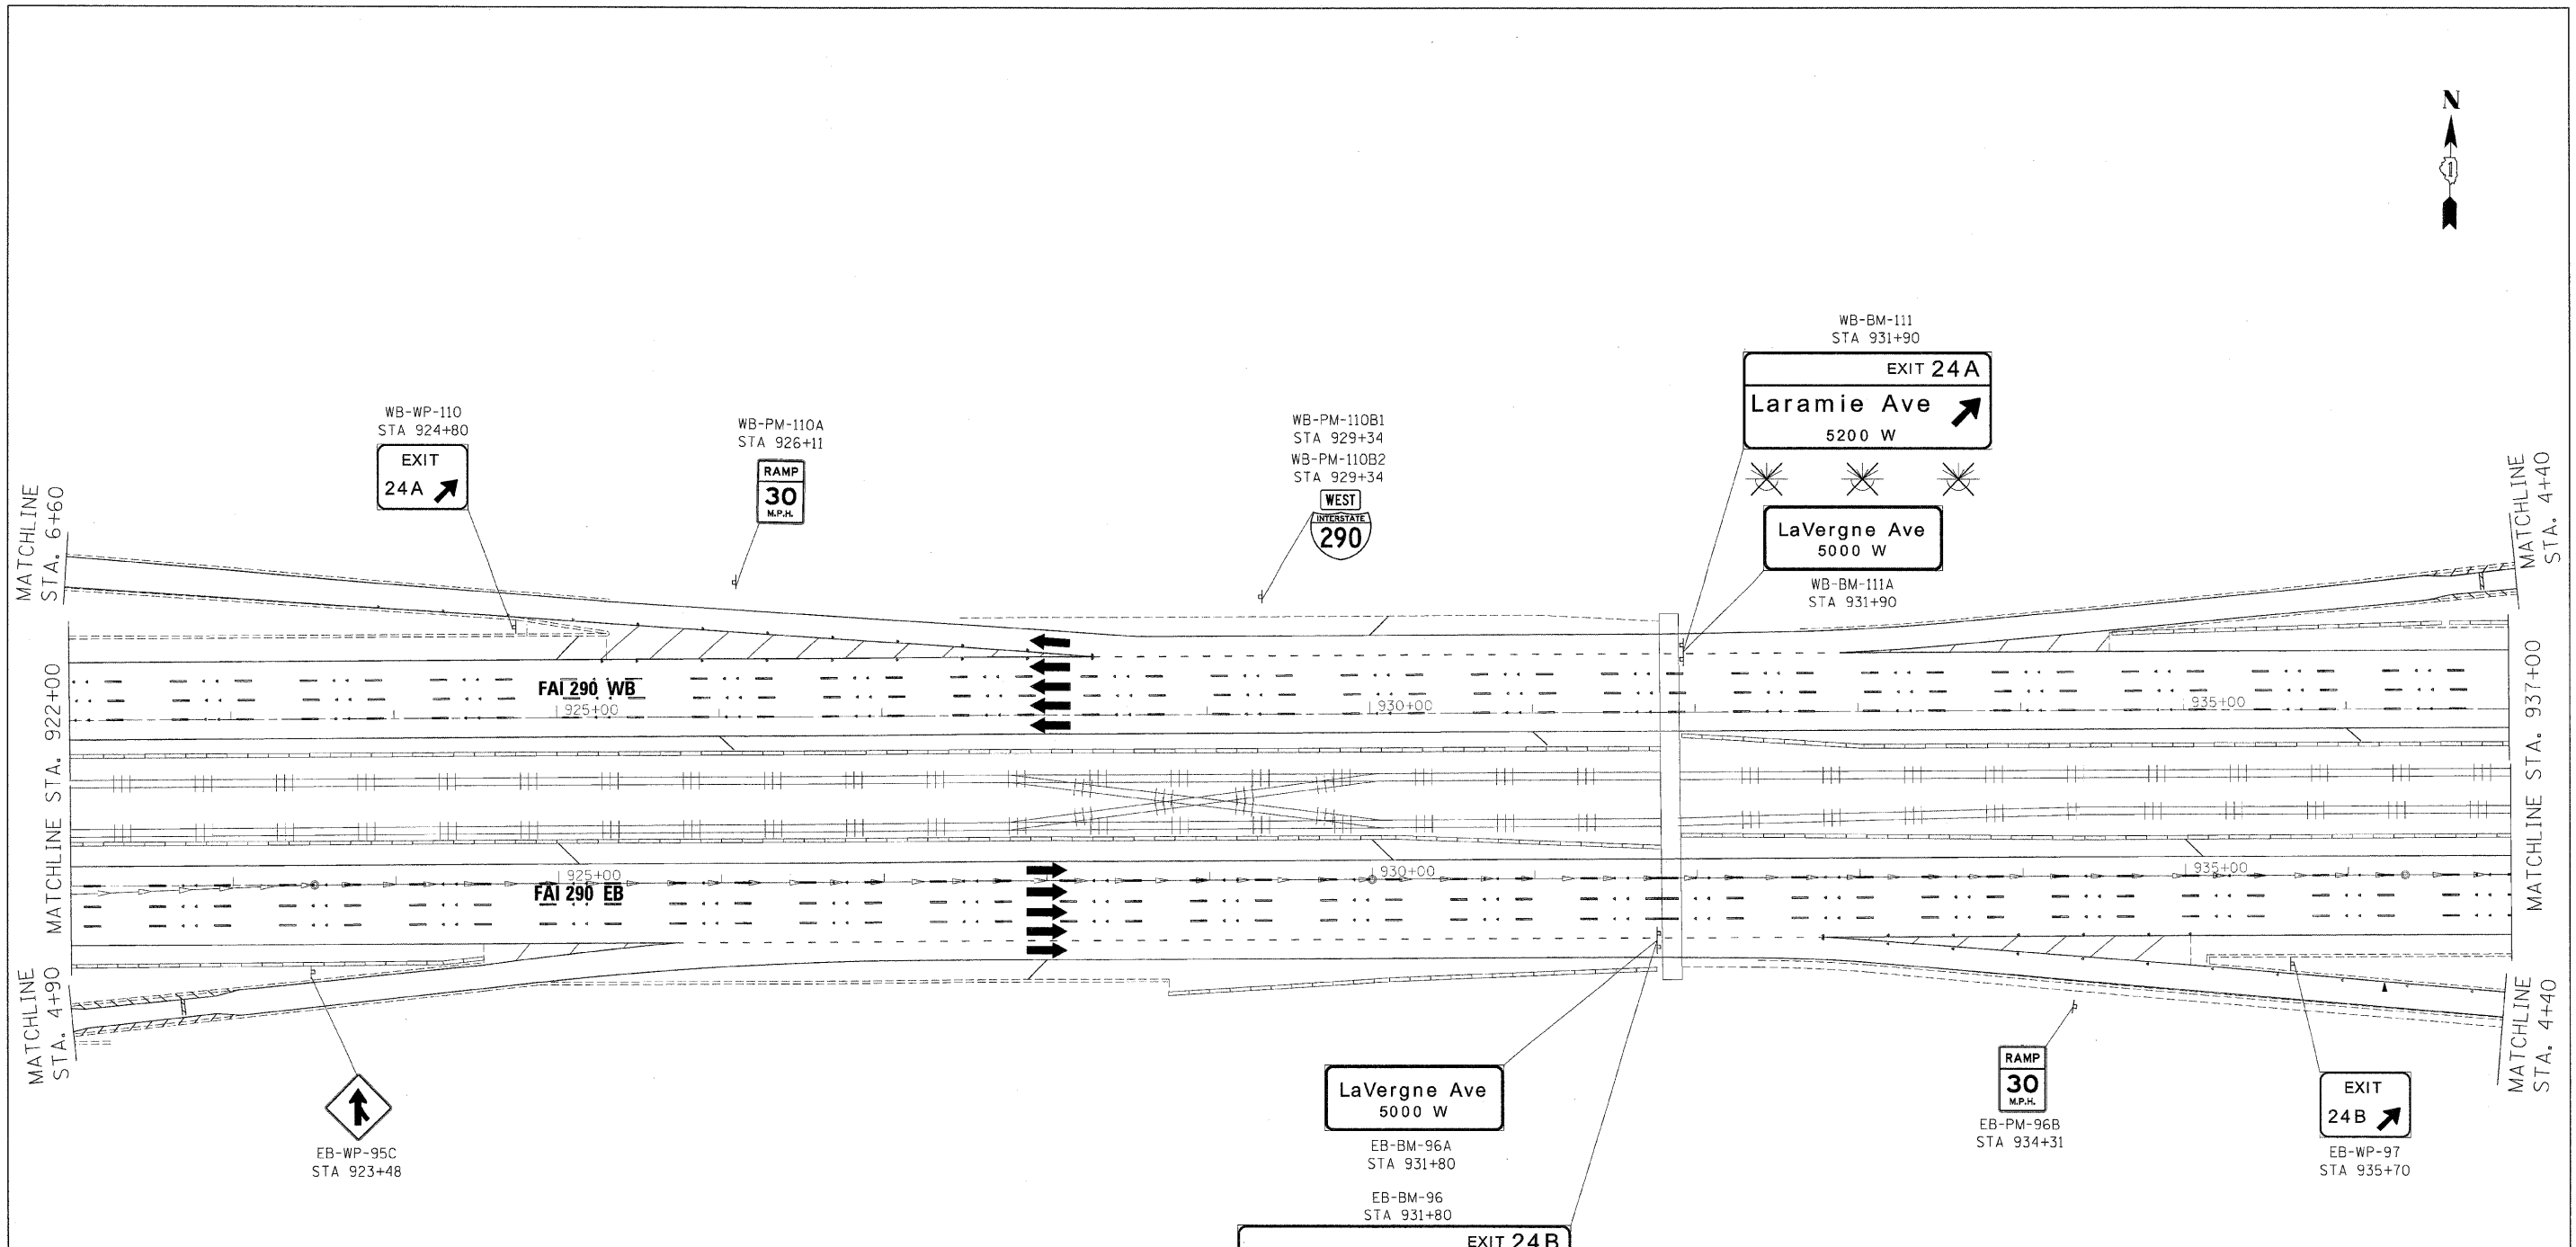 N
1
WB-BM-111
STA 931+90
EXIT 24A
Laramie Ave
5200 W
LaVergne Ave
5000 W
WB-BM-111A
STA 931+90
WB-WP-110
STA 924+80
EXIT
24A
WB-PM-110A
STA 926+11
RAMP
30
M.P.H.
WB-PM-110B1
STA 929+34
WB-PM-110B2
STA 929+34
WEST
INTERSTATE
290
MATCHLINE
STA. 6+60
MATCHLINE
STA. 4+40
FAI 290 WB
925+00
930+00
935+00
MATCHLINE STA. 922+00
MATCHLINE STA. 937+00
925+00
930+00
935+00
FAI 290 EB
MATCHLINE
STA. 4+90
MATCHLINE
STA. 4+40
EB-WP-95C
STA 923+48
LaVergne Ave
5000 W
EB-BM-96A
STA 931+80
EB-BM-96
STA 931+80
EXIT 24B
RAMP
30
M.P.H.
EB-PM-96B
STA 934+31
EXIT
24B
EB-WP-97
STA 935+70